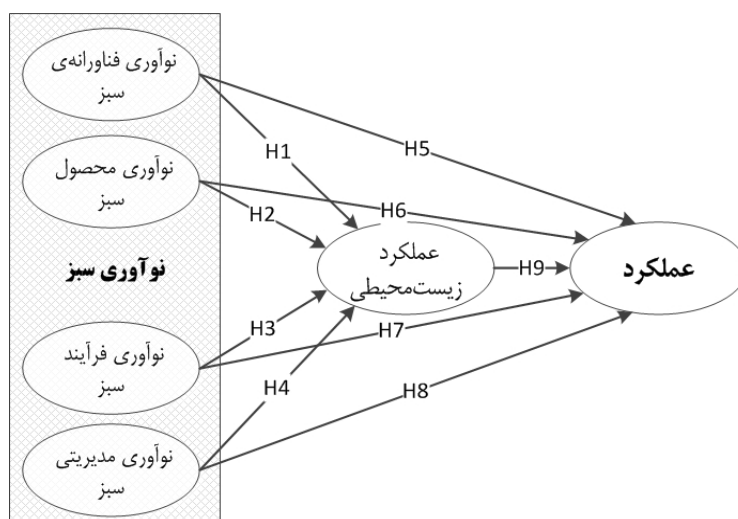 نوآوری فناورانه‌ی
سبز
H1
H5
نوآوری محصول
سبز
H2
H6
نوآوری سبز
عملکرد
زیست‌محیطی
H9
عملکرد
نوآوری فرآیند
سبز
H3
H7
H4
H8
نوآوری مدیریتی
سبز